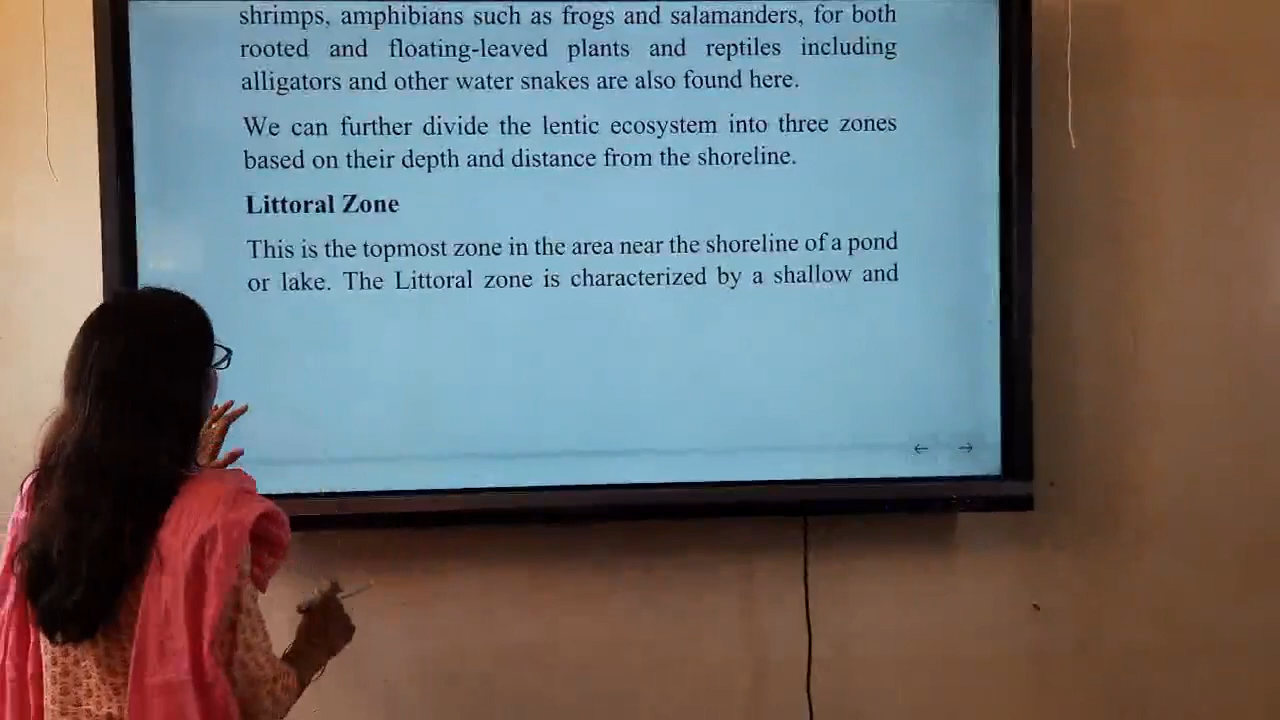 shrimps, amphibians such as frogs and salamanders, for both
rooted and floating-leaved plants and reptiles including
alligators and other water snakes are also found here.
We can further divide the lentic ecosystem into three zones
based on their depth and distance from the shoreline.
Littoral Zone
This is the topmost zone in the area near the shoreline of a pond
or lake. The Littoral zone is characterized by a shallow and